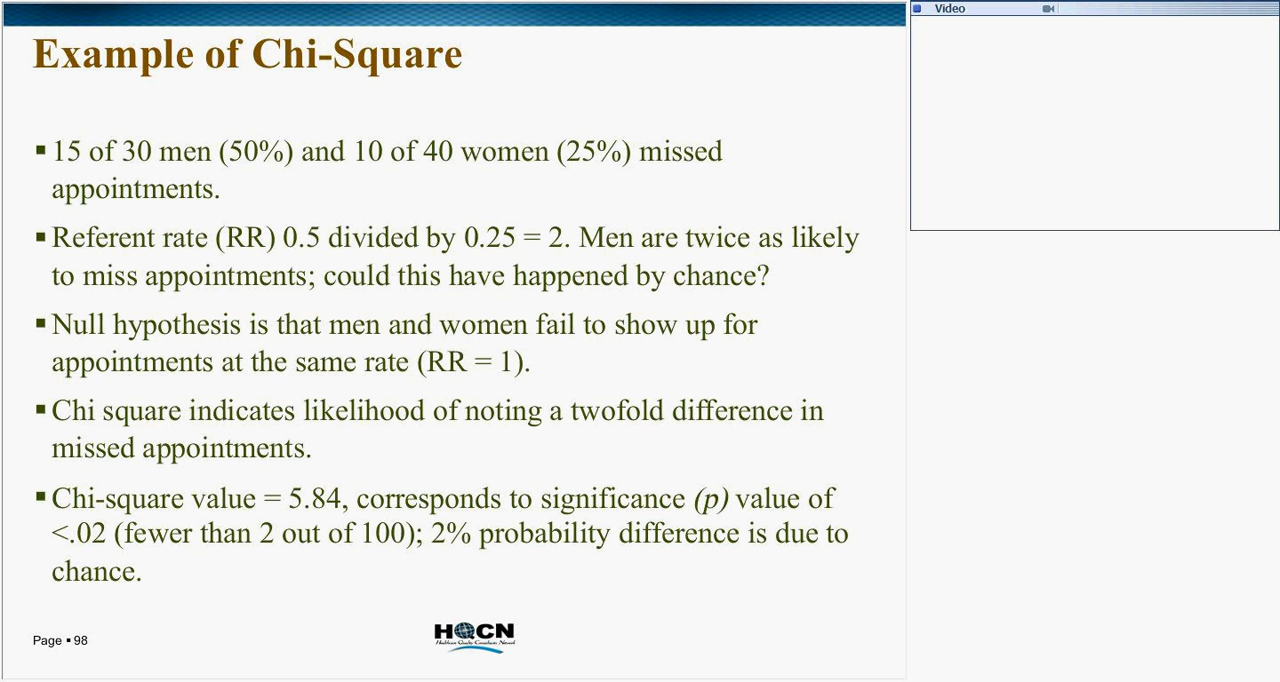 Video
Example of Chi-Square
▪ 15 of 30 men (50%) and 10 of 40 women (25%) missed
appointments.
▪ Referent rate (RR) 0.5 divided by 0.25 = 2. Men are twice as likely
to miss appointments; could this have happened by chance?
▪ Null hypothesis is that men and women fail to show up for
appointments at the same rate (RR = 1).
▪ Chi square indicates likelihood of noting a twofold difference in
missed appointments.
▪ Chi-square value = 5.84, corresponds to significance (p) value of
<.02 (fewer than 2 out of 100); 2% probability difference is due to
chance.
Page ▪ 98
HQCN
Healthcare Quality Consultants Network